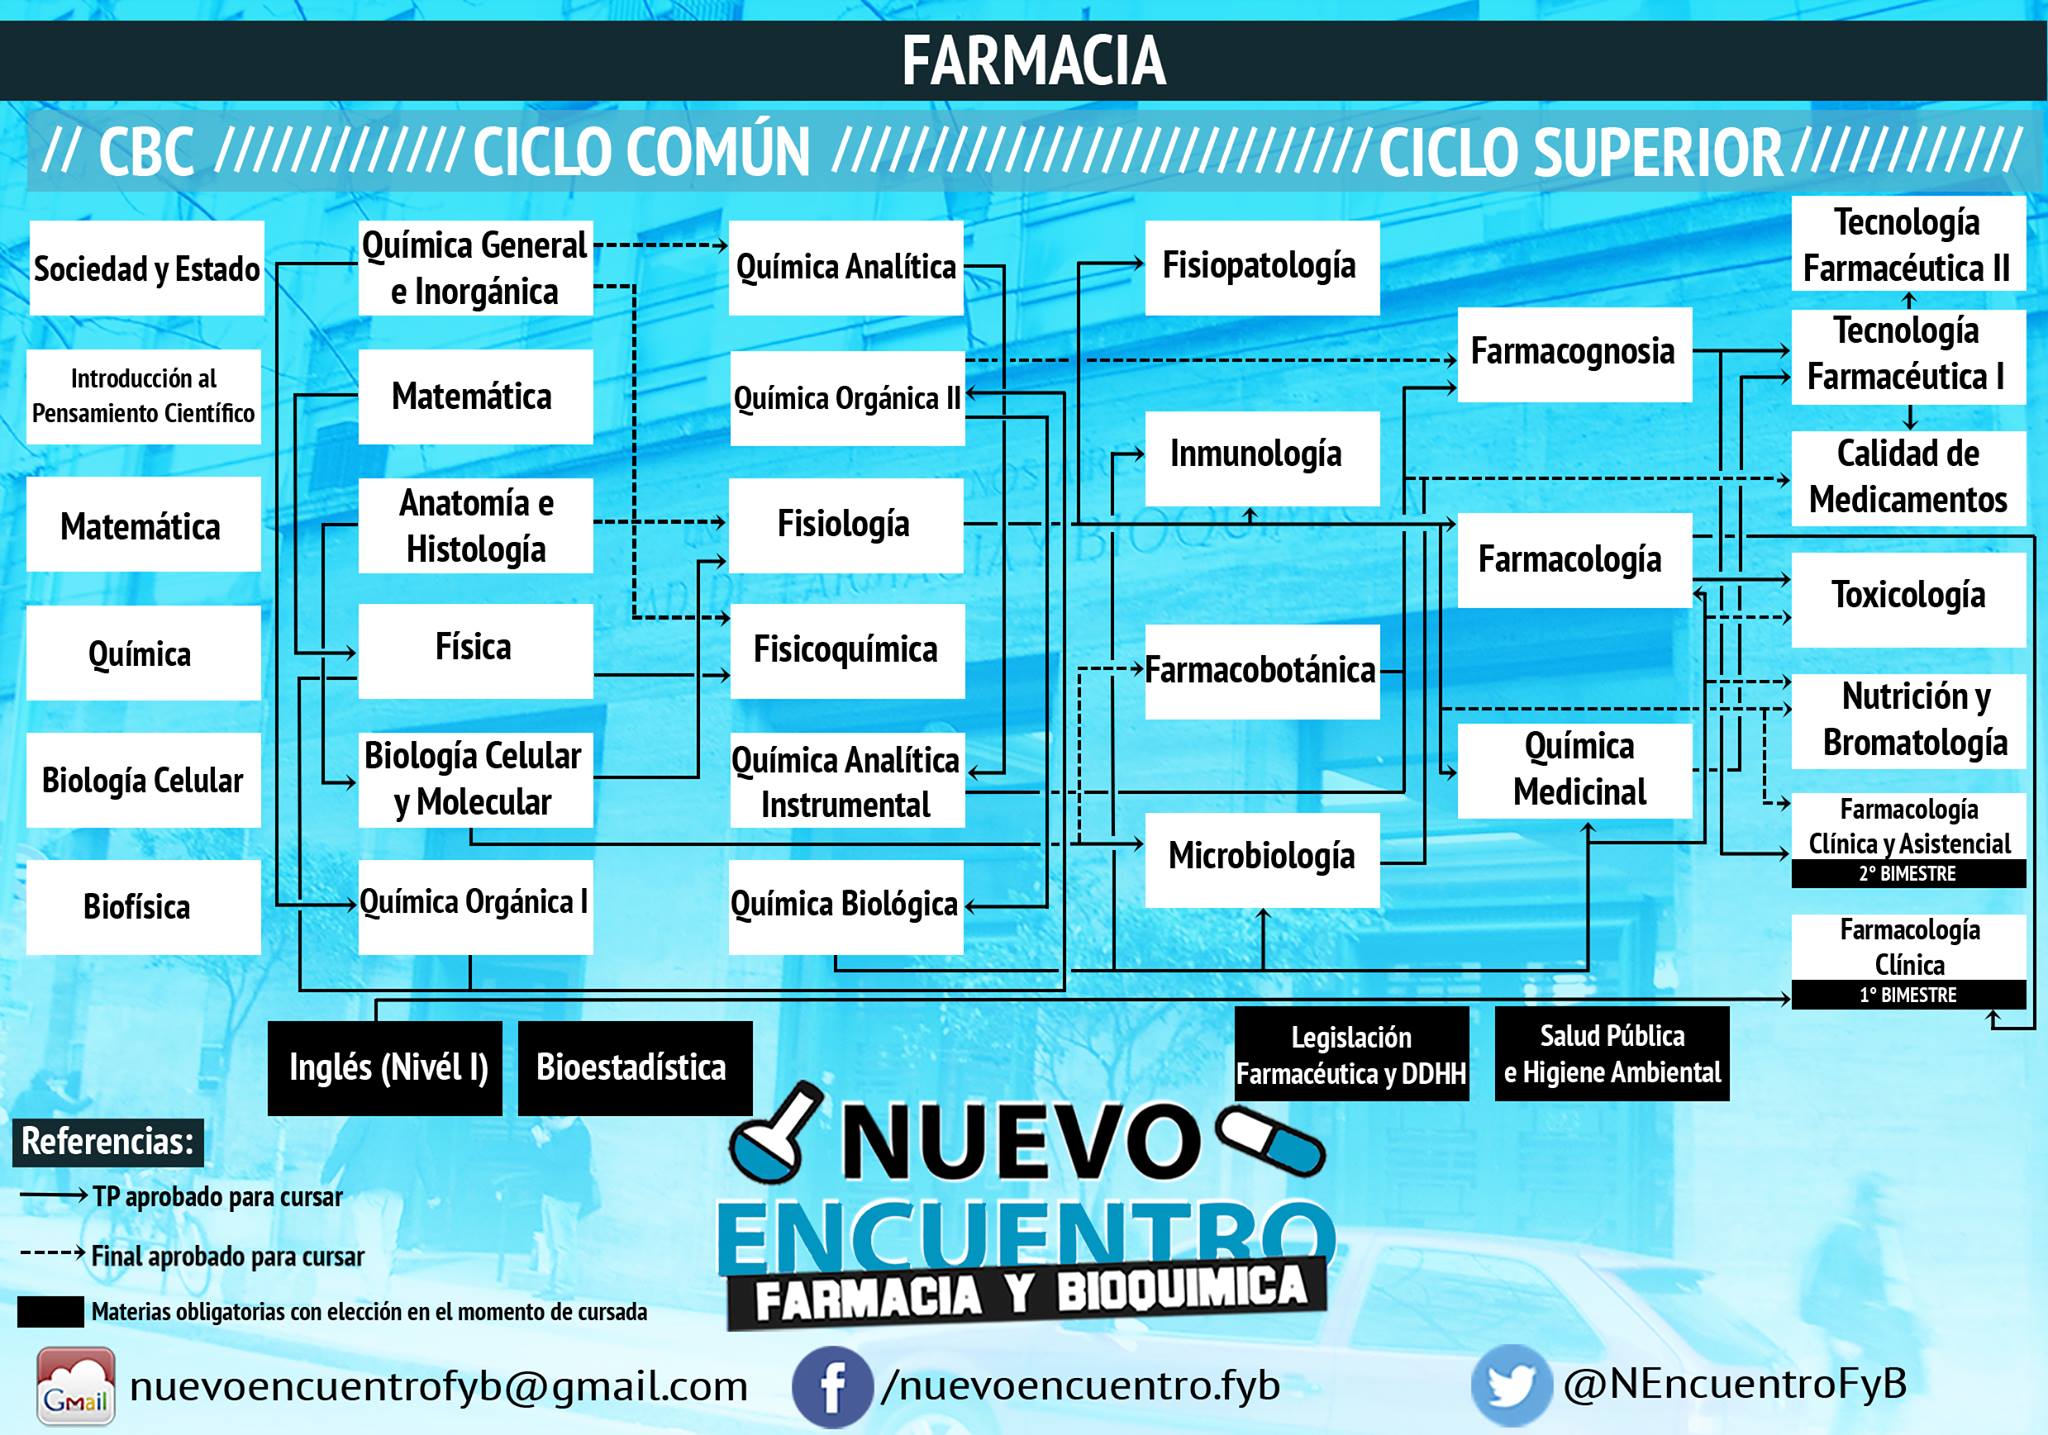 FARMACIA
// CBC ///////////// CICLO COMÚN //////////////////////////// CICLO SUPERIOR ////////////
Sociedad y Estado
Introducción al
Pensamiento Científico
Matemática
Química
Biología Celular
Biofísica
Química General
e Inorgánica
Matemática
Anatomía e
Histología
Física
Biología Celular
y Molecular
Química Orgánica I
Química Analítica
Química Orgánica II
Fisiología
Fisicoquímica
Química Analítica
Instrumental
Química Biológica
Fisiopatología
Inmunología
Farmacobotánica
Microbiología
Farmacognosia
Farmacología
Química
Medicinal
Tecnología
Farmacéutica II
Tecnología
Farmacéutica I
Calidad de
Medicamentos
Toxicología
Nutrición y
Bromatología
Farmacología
Clínica y Asistencial
2° BIMESTRE
Farmacología
Clínica
1° BIMESTRE
Inglés (Nivél I)
Bioestadística
Legislación
Farmacéutica y DDHH
Salud Pública
e Higiene Ambiental
Referencias:
TP aprobado para cursar
Final aprobado para cursar
Materias obligatorias con elección en el momento de cursada
NUEVO
ENCUENTRO
FARMACIA Y BIOQUIMICA
Gmail
nuevoencuentrofyb@gmail.com
f
/nuevoencuentro.fyb
@NEncuentroFyB